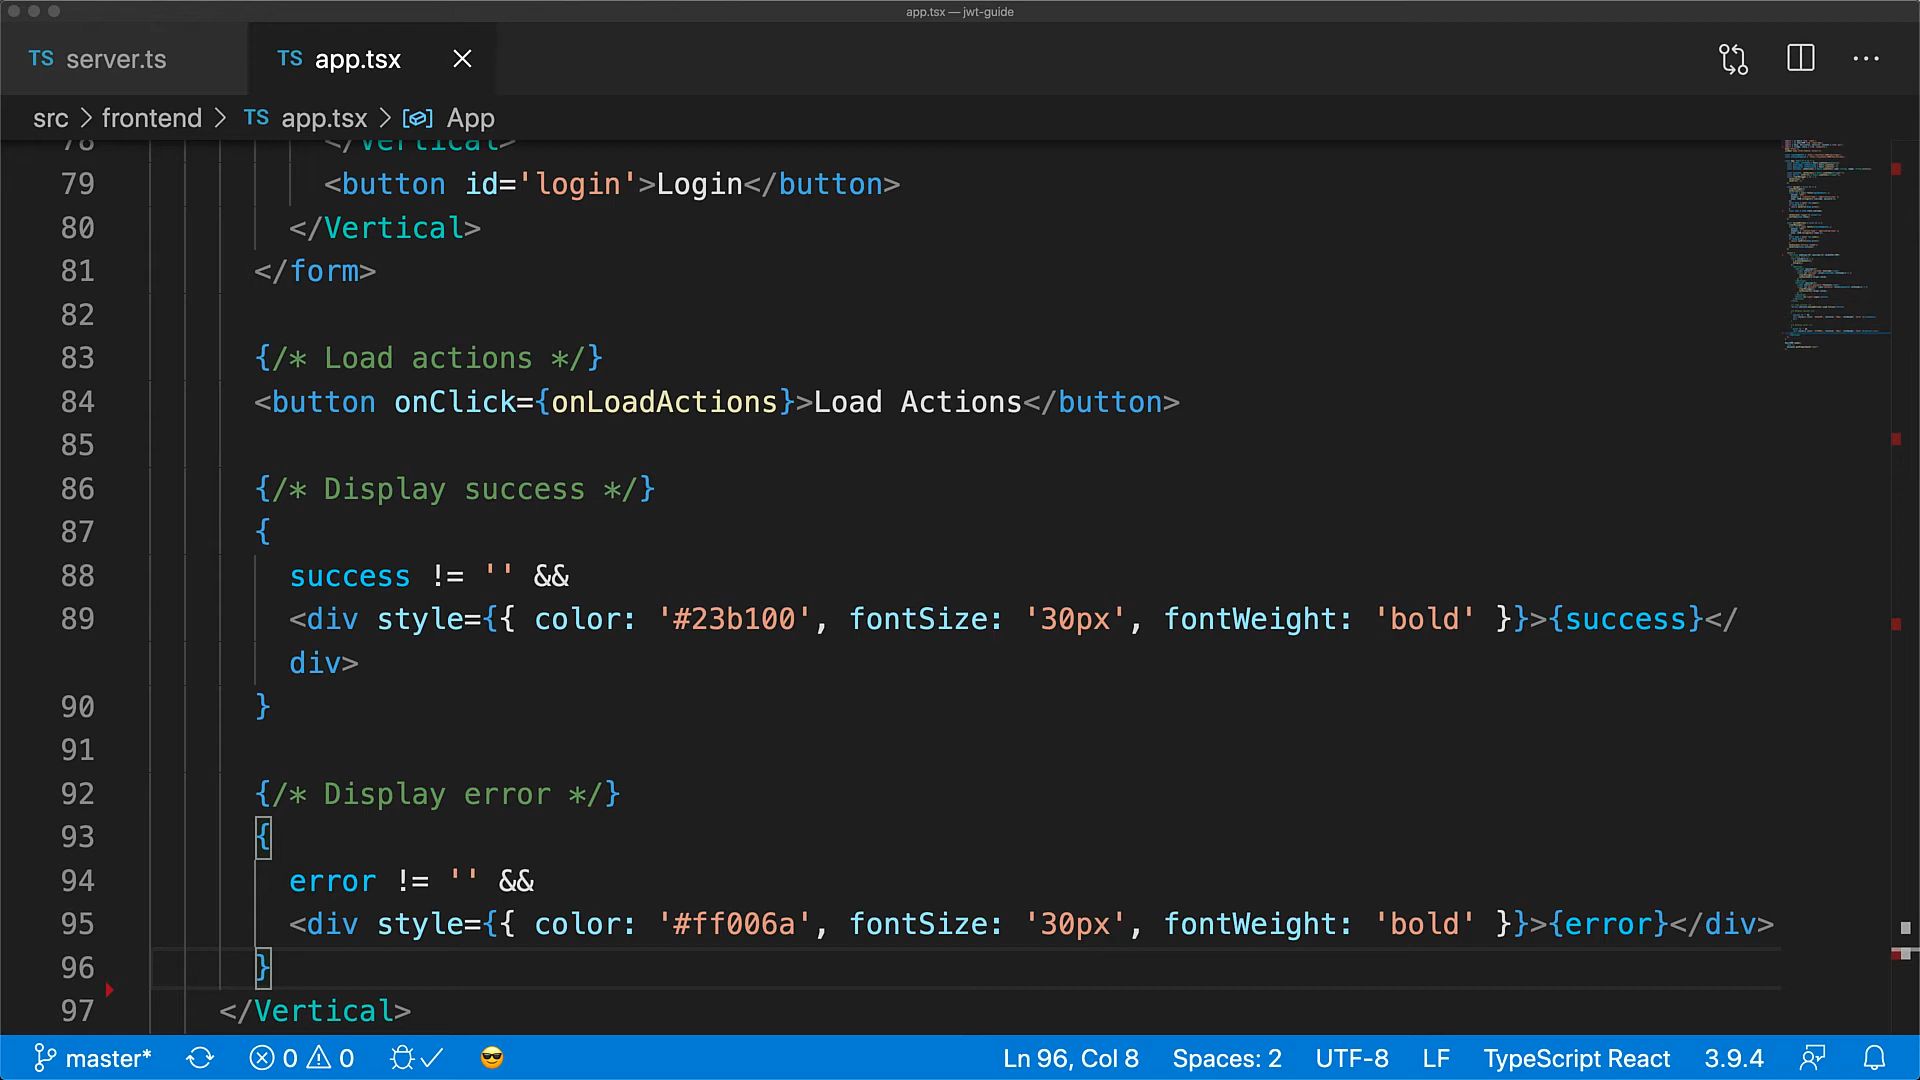 app.tsx — jwt-guide
TS server.ts
TS app.tsx
src > frontend > TS app.tsx > App
78 </Vertical>
79 <button id='login'>Login</button>
80 </Vertical>
81 </form>
82
83 {/* Load actions */}
84 <button onClick={onLoadActions}>Load Actions</button>
85
86 {/* Display success */}
87 {
88 success != '' &&
89 <div style={{ color: '#23b100', fontSize: '30px', fontWeight: 'bold' }}>{success}</
div>
90 }
91
92 {/* Display error */}
93 {
94 error != '' &&
95 <div style={{ color: '#ff006a', fontSize: '30px', fontWeight: 'bold' }}>{error}</div>
96 }
97 </Vertical>
master* 0 0 Ln 96, Col 8 Spaces: 2 UTF-8 LF TypeScript React 3.9.4